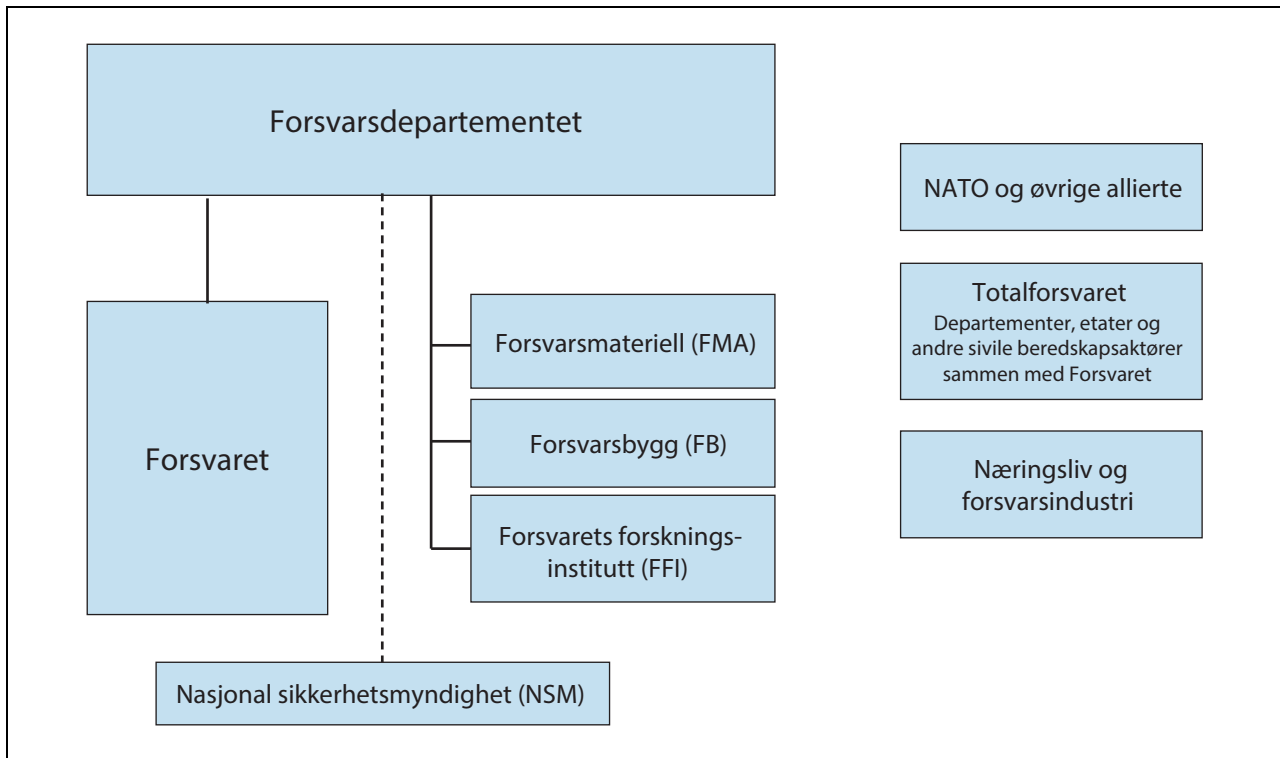 Forsvarsdepartementet
Forsvaret
Forsvarsmateriell (FMA)
Forsvarsbygg (FB)
Forsvarets forsknings-
institutt (FFI)
Nasjonal sikkerhetsmyndighet (NSM)
NATO og øvrige allierte
Totalforsvaret
Departementer, etater og
andre sivile beredskapsaktører
sammen med Forsvaret
Næringsliv og
forsvarsindustri